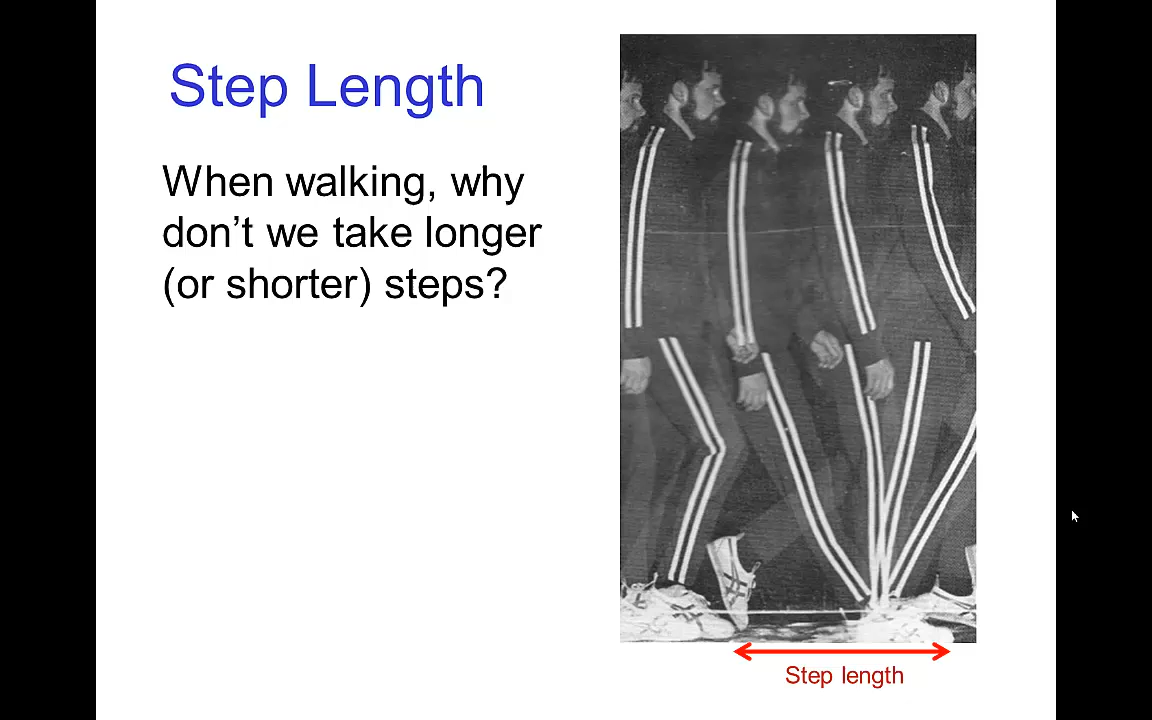 Step Length
When walking, why
don’t we take longer
(or shorter) steps?
Step length